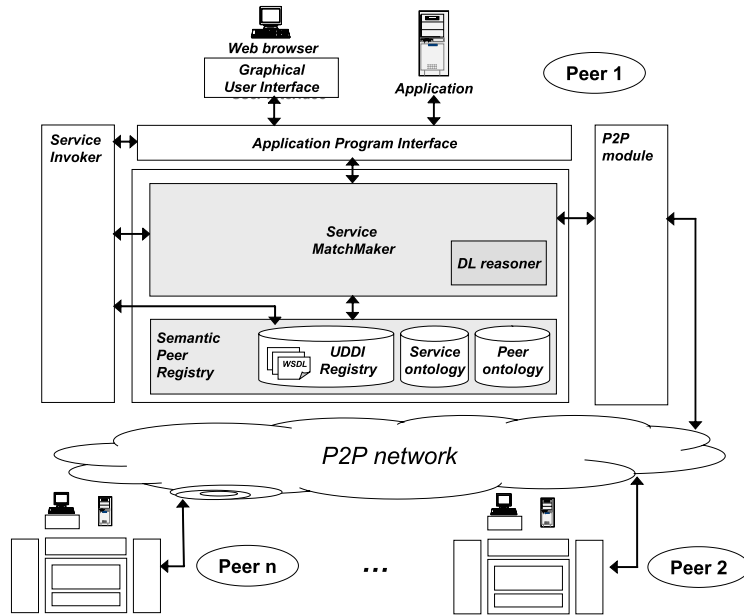 Web browser
Graphical
User Interface
Application
Peer 1
Service
Invoker
Application Program Interface
P2P
module
Service
MatchMaker
DL reasoner
Semantic
Peer
Registry
WSDL
UDDI
Registry
Service
ontology
Peer
ontology
P2P network
Peer n
...
Peer 2